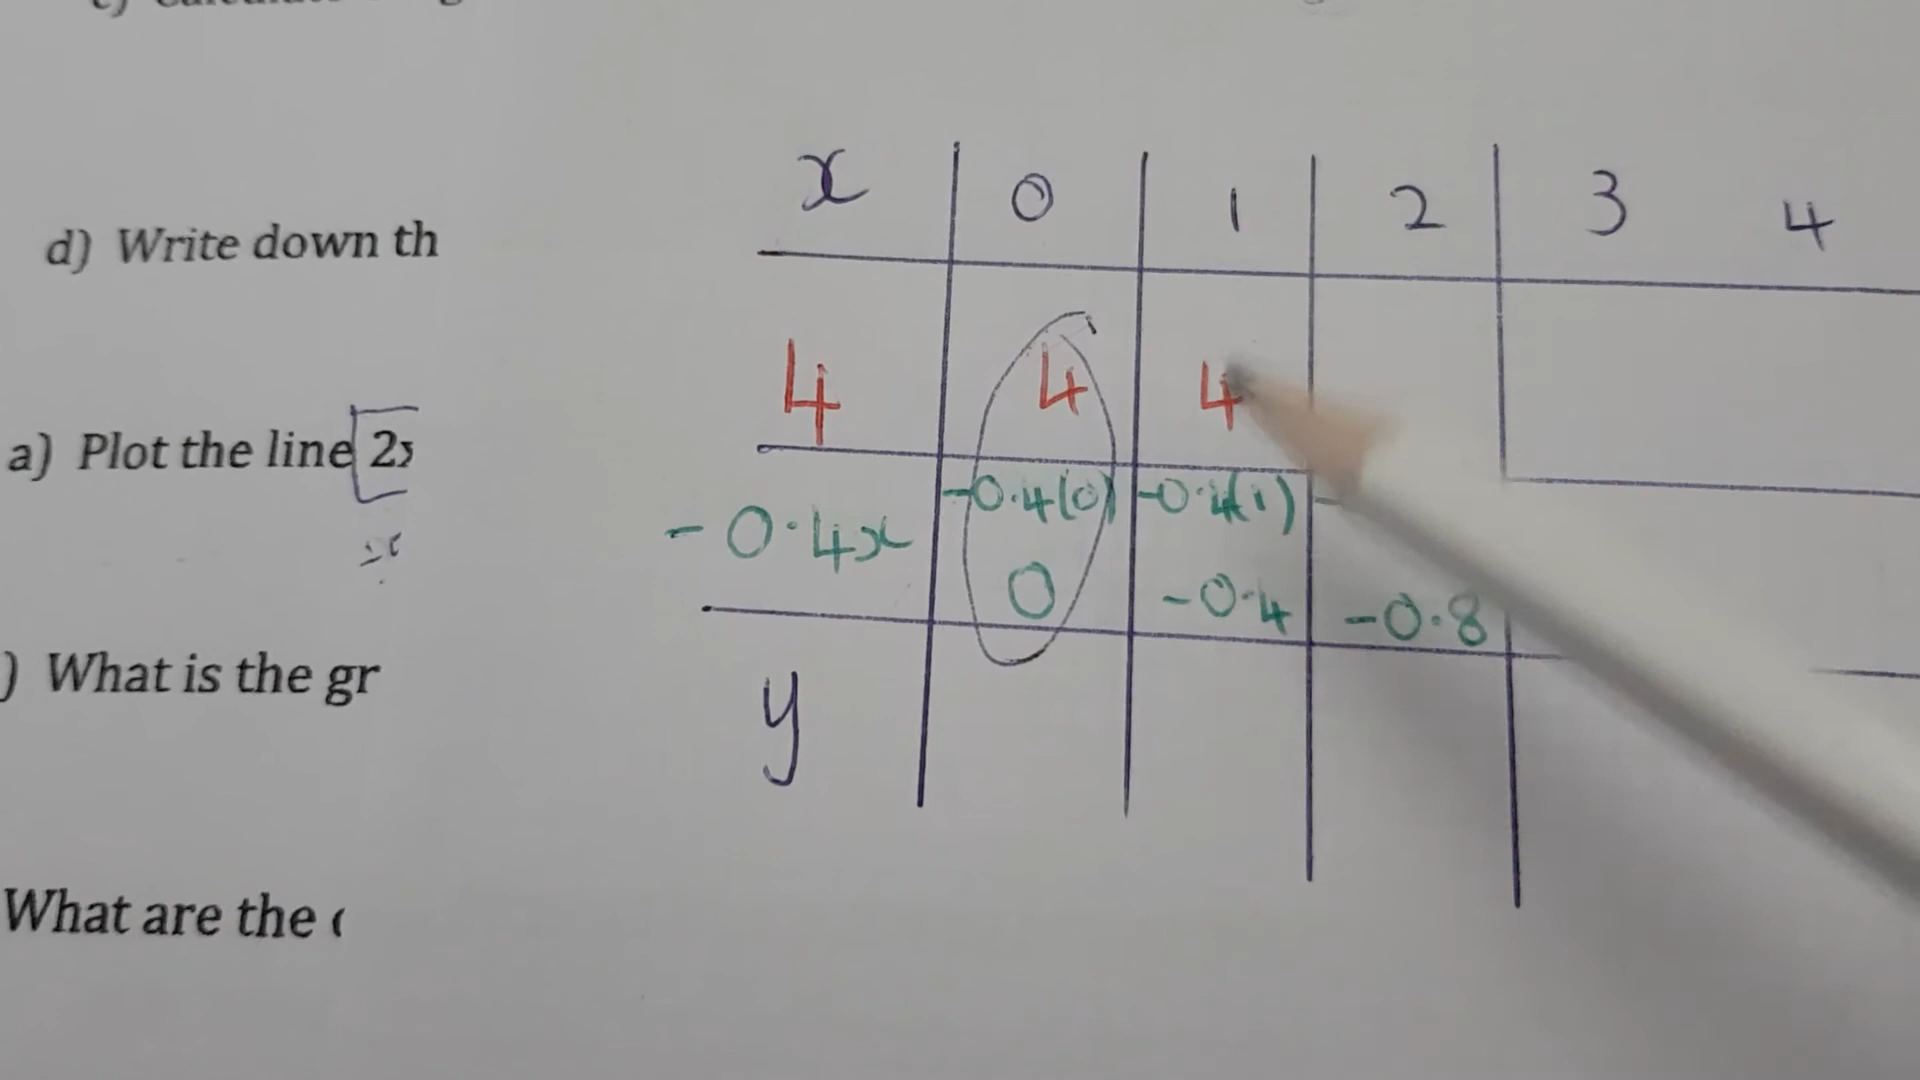 d) Write down th
a) Plot the line 2
) What is the gr
What are the
x 0 1 2 3 4
4 4 4
-0.4(0) -0.4(1) -
-0.4x 0 -0.4 -0.8
y